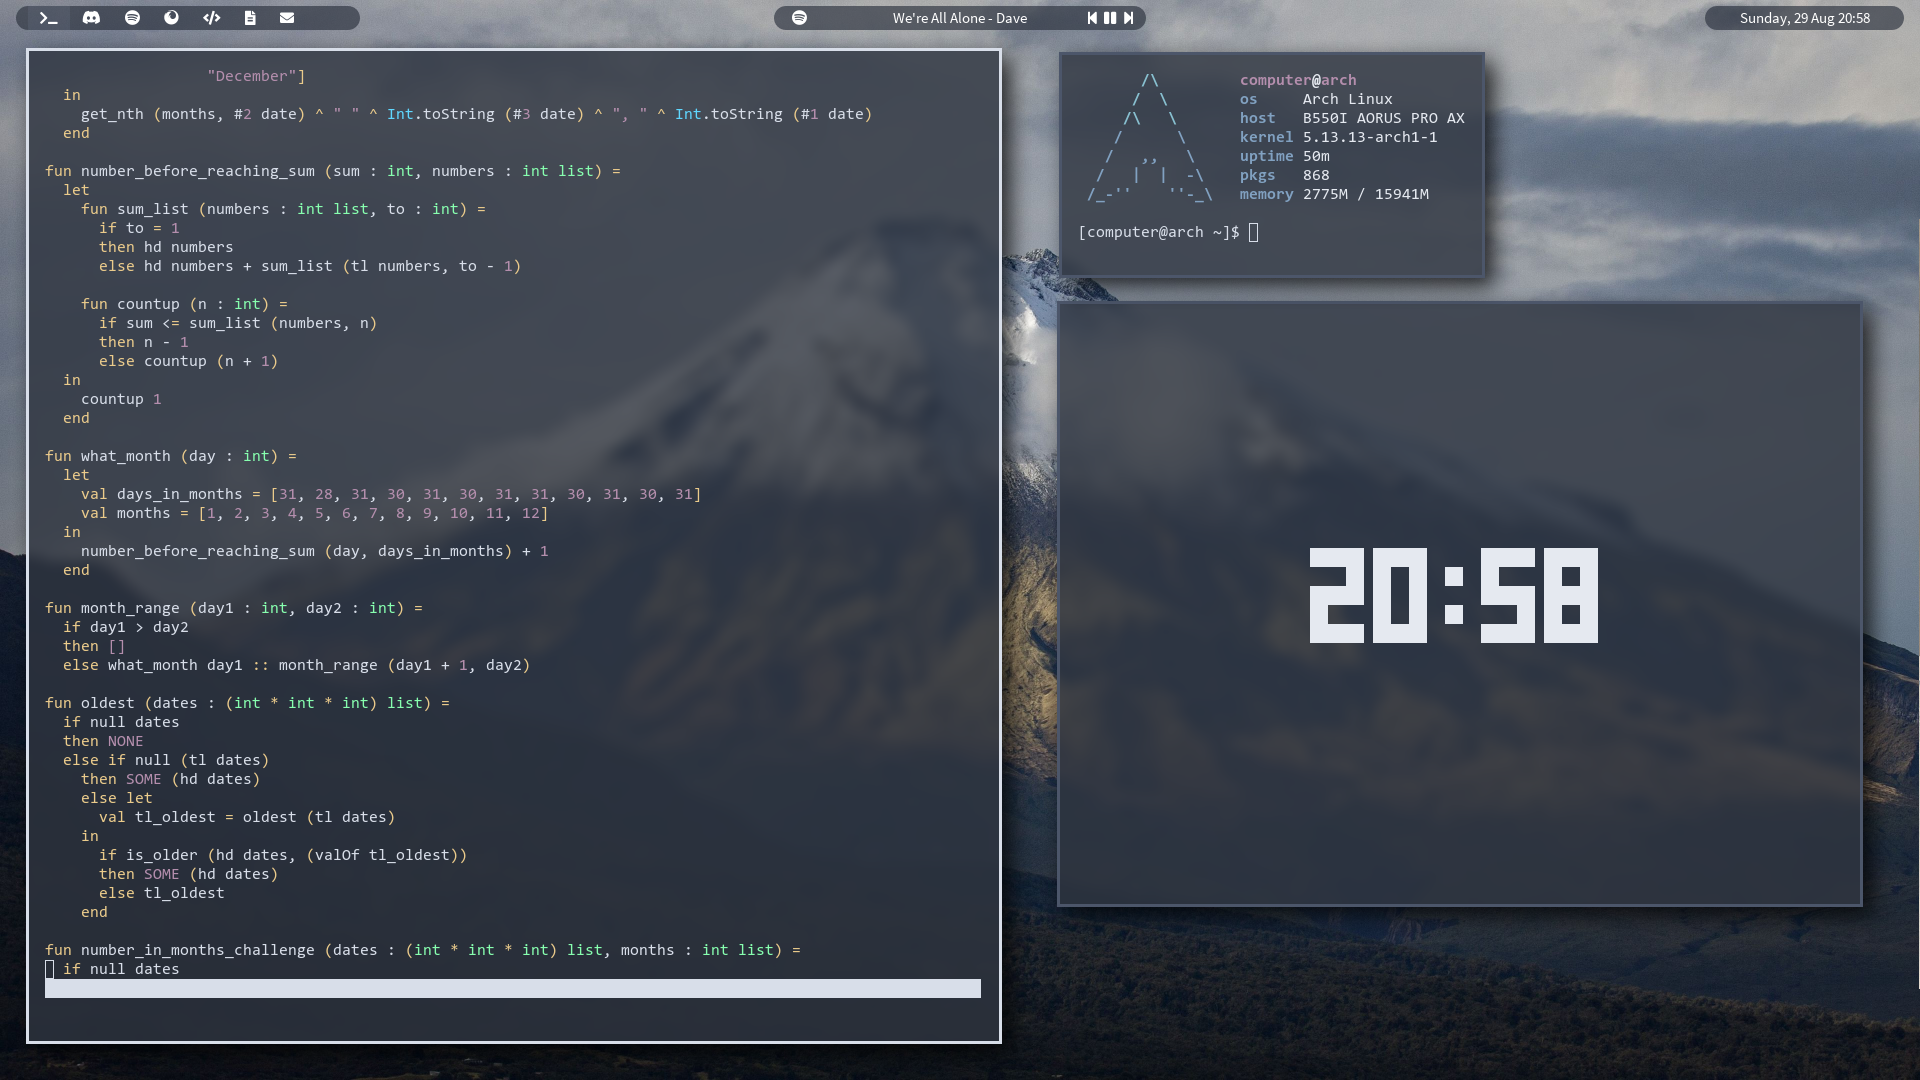 We're All Alone - Dave
Sunday, 29 Aug 20:58
"December"]
in
get_nth (months, #2 date) ^ " " ^ Int.toString (#3 date) ^ ", " ^ Int.toString (#1 date)
end
fun number_before_reaching_sum (sum : int, numbers : int list) =
let
fun sum_list (numbers : int list, to : int) =
if to = 1
then hd numbers
else hd numbers + sum_list (tl numbers, to - 1)
fun countup (n : int) =
if sum <= sum_list (numbers, n)
then n - 1
else countup (n + 1)
in
countup 1
end
fun what_month (day : int) =
let
val days_in_months = [31, 28, 31, 30, 31, 30, 31, 31, 30, 31, 30, 31]
val months = [1, 2, 3, 4, 5, 6, 7, 8, 9, 10, 11, 12]
in
number_before_reaching_sum (day, days_in_months) + 1
end
fun month_range (day1 : int, day2 : int) =
if day1 > day2
then []
else what_month day1 :: month_range (day1 + 1, day2)
fun oldest (dates : (int * int * int) list) =
if null dates
then NONE
else if null (tl dates)
then SOME (hd dates)
else let
val tl_oldest = oldest (tl dates)
in
if is_older (hd dates, (valOf tl_oldest))
then SOME (hd dates)
else tl_oldest
end
fun number_in_months_challenge (dates : (int * int * int) list, months : int list) =
if null dates
computer@arch
os Arch Linux
host B550I AORUS PRO AX
kernel 5.13.13-arch1-1
uptime 50m
pkgs 868
memory 2775M / 15941M
[computer@arch ~]$
20:58